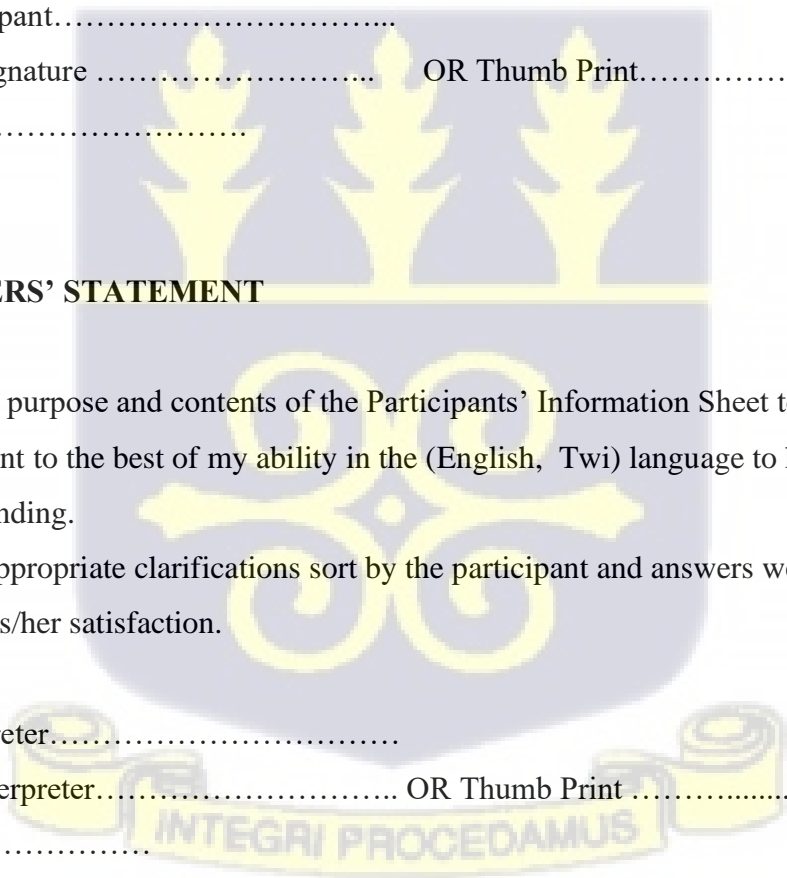 pant…………………………...
gnature …………………….. OR Thumb Print……………
…………………….
ERS’ STATEMENT
purpose and contents of the Participants’ Information Sheet t
nt to the best of my ability in the (English, Twi) language to
nding.
ppropriate clarifications sort by the participant and answers w
s/her satisfaction.
reter……………………………
erpreter……………………….. OR Thumb Print ………........
……………
INTEGRI PROCEDAMUS